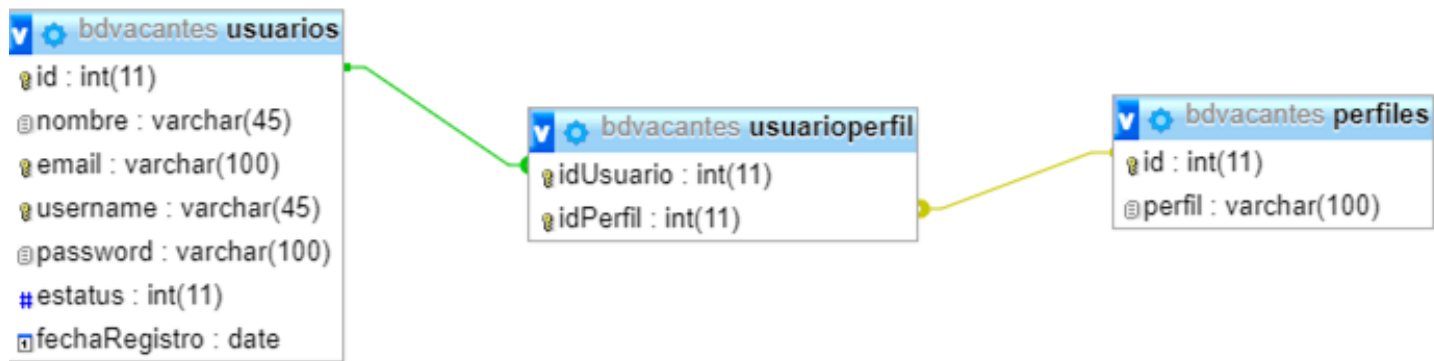 v bdvacantes usuarios
id : int(11)
nombre : varchar(45)
email : varchar(100)
username : varchar(45)
password : varchar(100)
# estatus : int(11)
fechaRegistro : date
v bdvacantes usuarioperfil
idUsuario : int(11)
idPerfil : int(11)
v bdvacantes perfiles
id : int(11)
perfil : varchar(100)